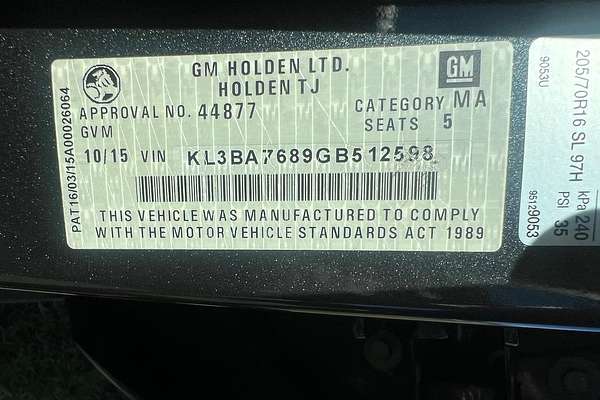 GM HOLDEN LTD.
HOLDEN TJ
GM
APPROVAL NO. 44877
CATEGORY MA
GVM
SEATS 5
10/15 VIN KL3BA7689GB512598
THIS VEHICLE WAS MANUFACTURED TO COMPLY
WITH THE MOTOR VEHICLE STANDARDS ACT 1989
PAT16/03/15A00026064
205/70R16 SL 97H
kPa 240
PSI 35
9053U
95129053